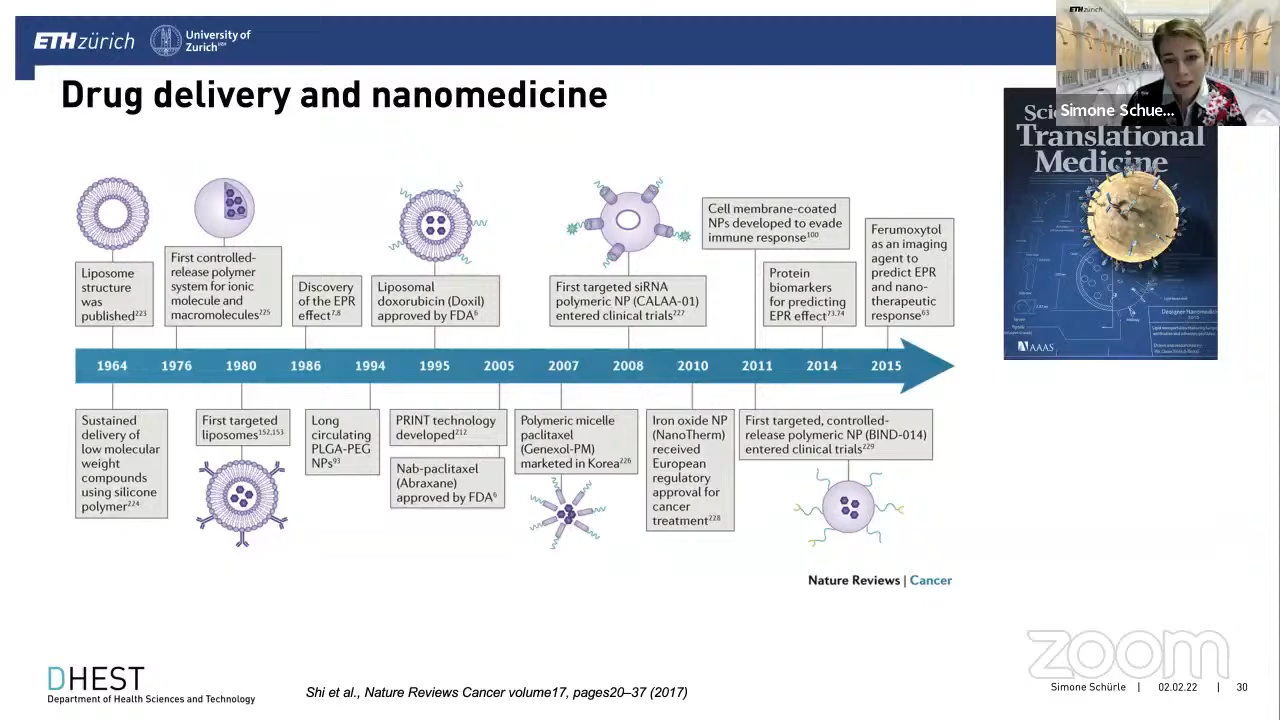 ETH zürich
University of
Zurich
ETHzürich
Simone Schue...
Drug delivery and nanomedicine
Translational
Medicine
Liposome
structure
was
published223
First controlled-
release polymer
system for ionic
molecule and
macromolecules225
Discovery
of the EPR
effect7,8
Liposomal
doxorubicin (Doxil)
approved by FDA6
First targeted siRNA
polymeric NP (CALAA-01)
entered clinical trials227
Cell membrane-coated
NPs developed to evade
immune response100
Protein
biomarkers
for predicting
EPR effect73,74
Ferumoxytol
as an imaging
agent to
predict EPR
and nano-
therapeutic
response63
1964 1976 1980 1986 1994 1995 2005 2007 2008 2010 2011 2014 2015
Sustained
delivery of
low molecular
weight
compounds
using silicone
polymer224
First targeted
liposomes152,153
Long
circulating
PLGA-PEG
NPs93
PRINT technology
developed212
Nab-paclitaxel
(Abraxane)
approved by FDA6
Polymeric micelle
paclitaxel
(Genexol-PM)
marketed in Korea226
Iron oxide NP
(NanoTherm)
received
European
regulatory
approval for
cancer
treatment228
First targeted, controlled-
release polymeric NP (BIND-014)
entered clinical trials229
AAAS
Nature Reviews | Cancer
zoom
DHEST
Department of Health Sciences and Technology
Shi et al., Nature Reviews Cancer volume17, pages20–37 (2017)
Simone Schürle | 02.02.22 | 30